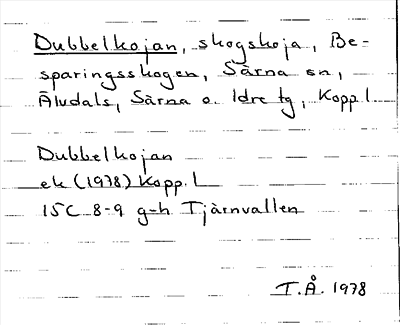 Dubbelkojan, skogskoja, Be-
sparingsskogen, Särna sn,
Älvdals, Särna o. Idre tg, Kopp. l
Dubbelkojan
ek (1978) Kopp. l
15C 8-9 g-h Tjärnvallen
T.Å. 1978